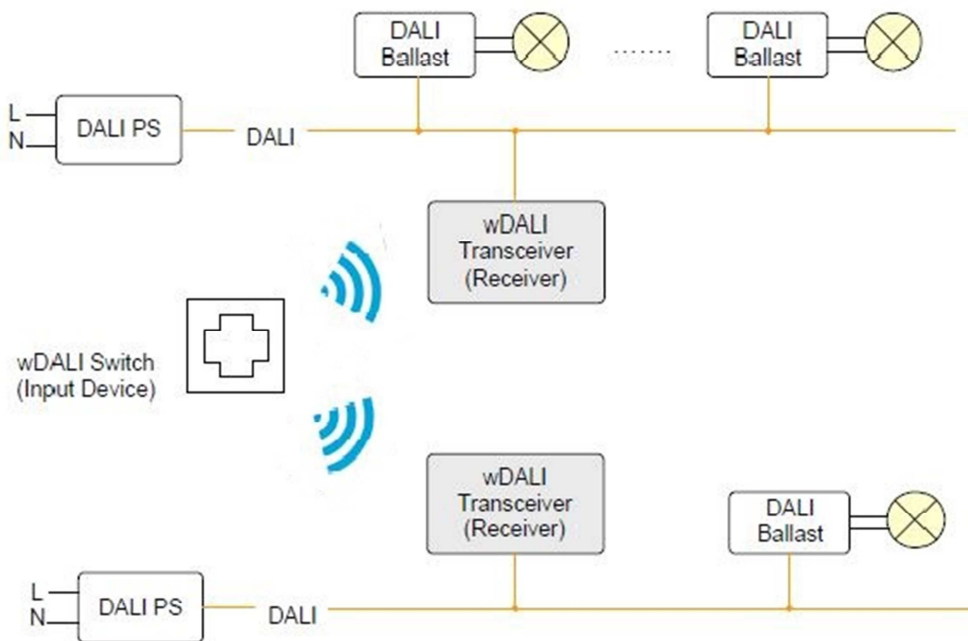 DALI
Ballast
DALI
Ballast
L
N
DALI PS
DALI
wDALI
Transceiver
(Receiver)
wDALI Switch
(Input Device)
wDALI
Transceiver
(Receiver)
DALI
Ballast
L
N
DALI PS
DALI